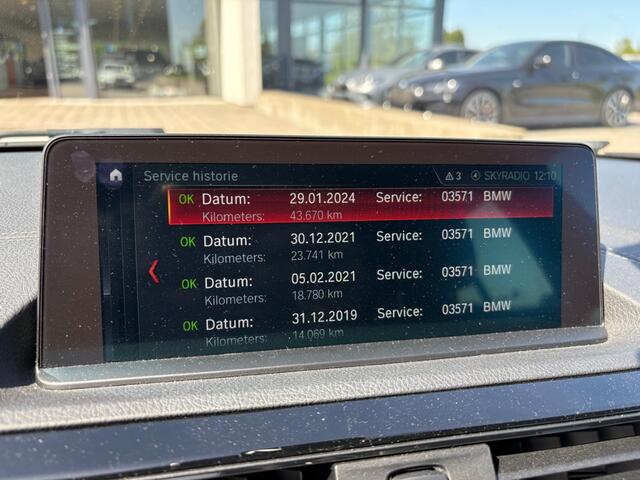 Service historie ⚠3 SKYRADIO 12:10
OK Datum: 29.01.2024 Service: 03571 BMW
Kilometers: 43.670 km
OK Datum: 30.12.2021 Service: 03571 BMW
Kilometers: 23.741 km
OK Datum: 05.02.2021 Service: 03571 BMW
Kilometers: 18.780 km
OK Datum: 31.12.2019 Service: 03571 BMW
Kilometers: 14.069 km